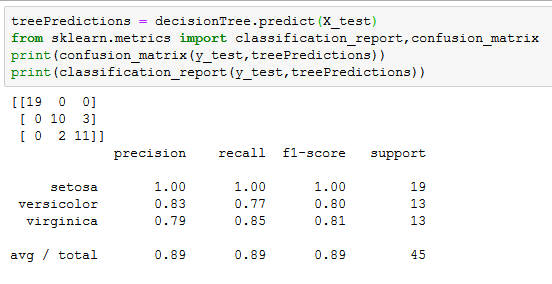 treePredictions = decisionTree.predict(X_test)
from sklearn.metrics import classification_report,confusion_matrix
print(confusion_matrix(y_test,treePredictions))
print(classification_report(y_test,treePredictions))
[[19  0  0]
 [ 0 10  3]
 [ 0  2 11]]
             precision    recall  f1-score   support
     setosa       1.00      1.00      1.00        19
 versicolor       0.83      0.77      0.80        13
  virginica       0.79      0.85      0.81        13
avg / total       0.89      0.89      0.89        45